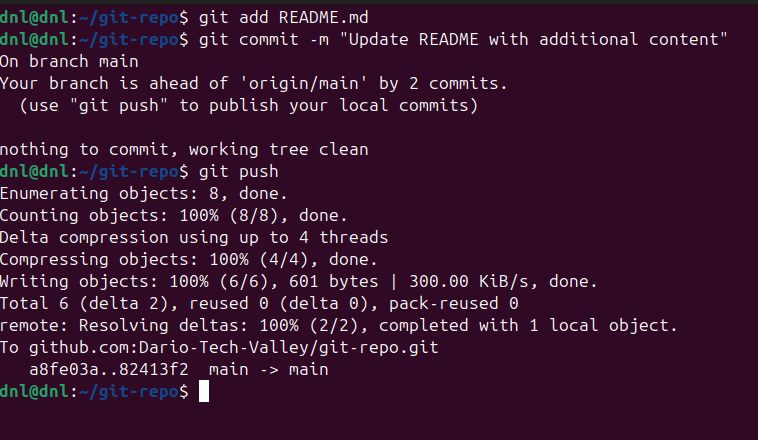 dnl@dnl:~/git-repo$ git add README.md
dnl@dnl:~/git-repo$ git commit -m "Update README with additional content"
On branch main
Your branch is ahead of 'origin/main' by 2 commits.
  (use "git push" to publish your local commits)

nothing to commit, working tree clean
dnl@dnl:~/git-repo$ git push
Enumerating objects: 8, done.
Counting objects: 100% (8/8), done.
Delta compression using up to 4 threads
Compressing objects: 100% (4/4), done.
Writing objects: 100% (6/6), 601 bytes | 300.00 KiB/s, done.
Total 6 (delta 2), reused 0 (delta 0), pack-reused 0
remote: Resolving deltas: 100% (2/2), completed with 1 local object.
To github.com:Dario-Tech-Valley/git-repo.git
   a8fe03a..82413f2  main -> main
dnl@dnl:~/git-repo$